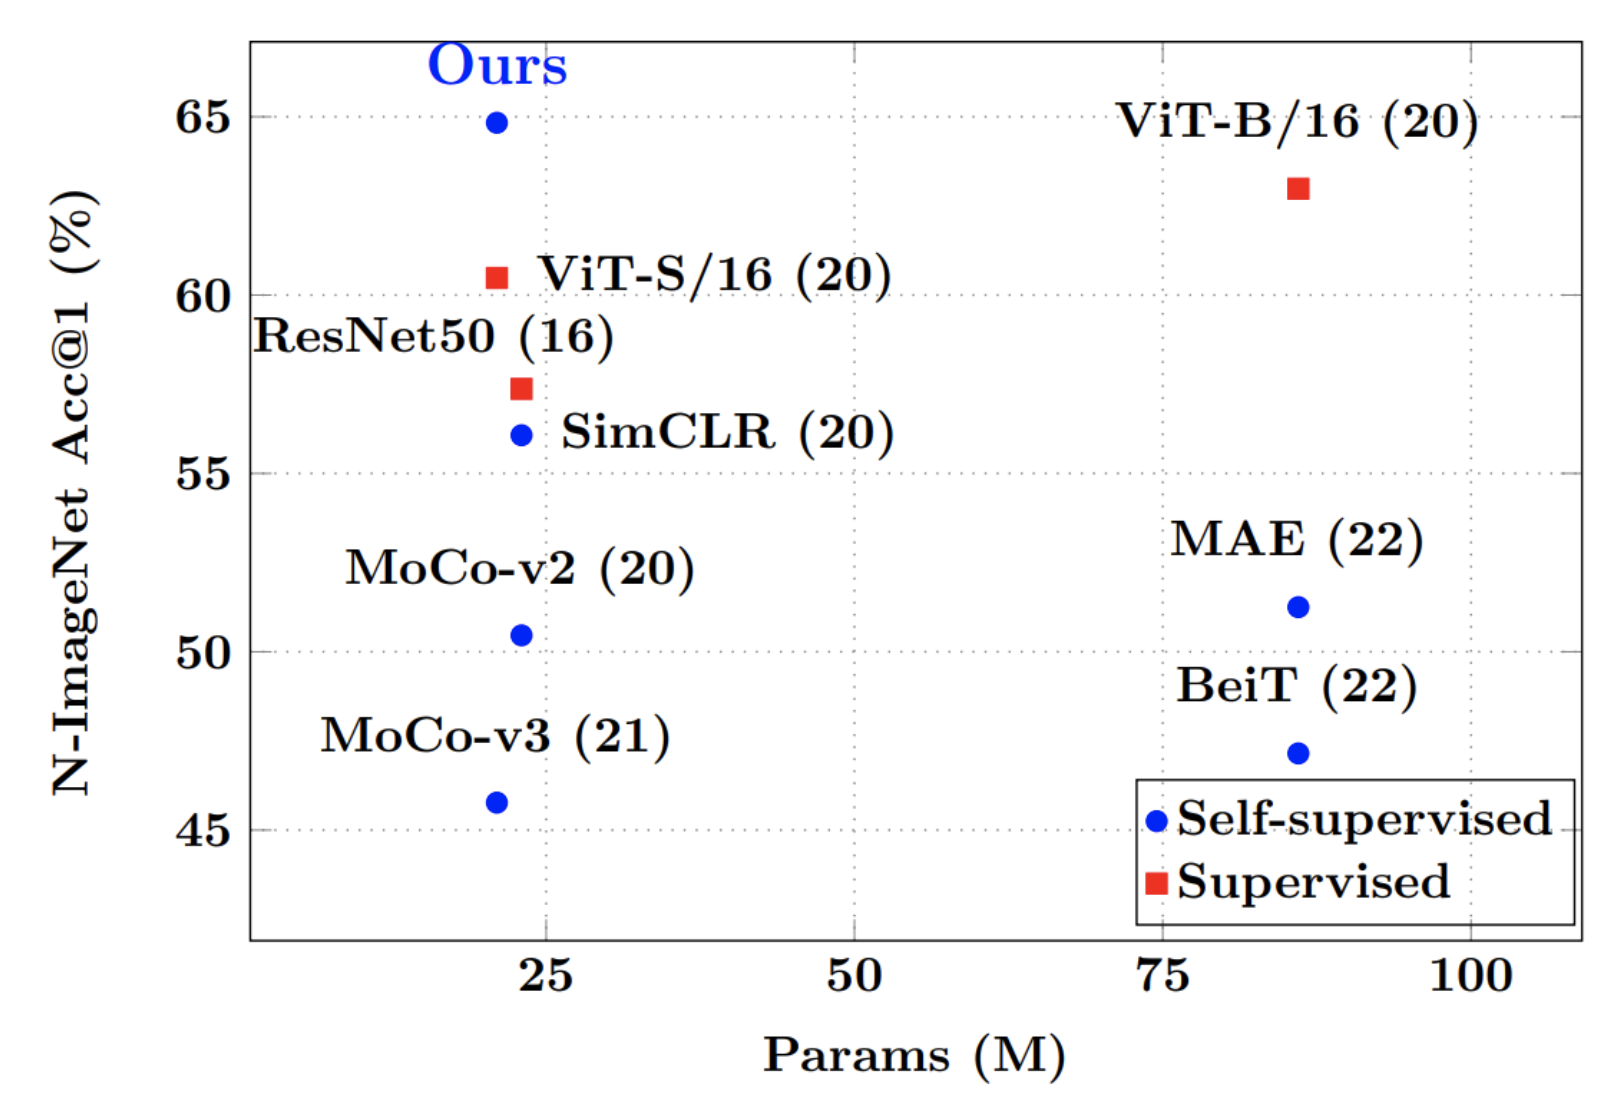 Ours
65
ViT-B/16 (20)
ViT-S/16 (20)
60
ResNet50 (16)
SimCLR (20)
55
MAE (22)
MoCo-v2 (20)
50
BeiT (22)
MoCo-v3 (21)
45
Self-supervised
Supervised
N-ImageNet Acc@1 (%)
25 50 75 100
Params (M)